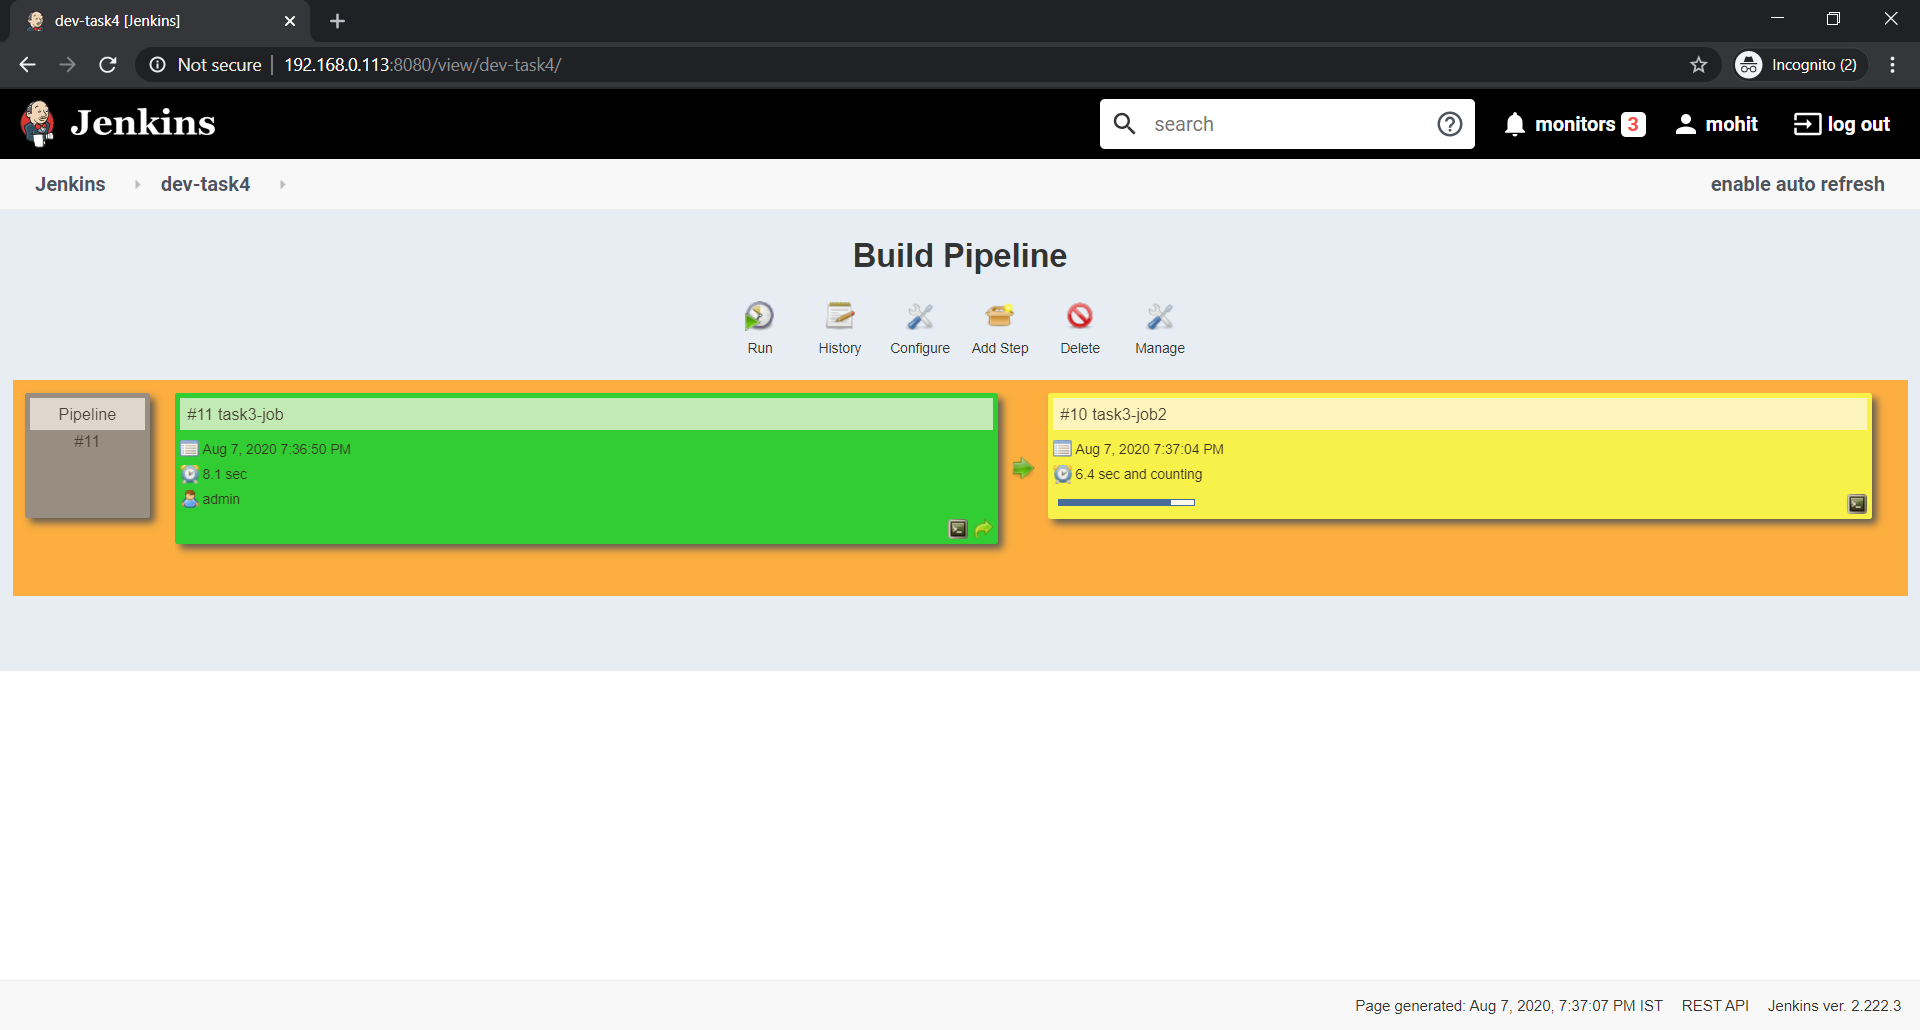 dev-task4 [Jenkins]
Not secure 192.168.0.113:8080/view/dev-task4/
Incognito (2)
Jenkins
search
monitors 3
mohit
log out
Jenkins
dev-task4
enable auto refresh
Build Pipeline
Run
History
Configure
Add Step
Delete
Manage
Pipeline
#11
#11 task3-job
Aug 7, 2020 7:36:50 PM
8.1 sec
admin
#10 task3-job2
Aug 7, 2020 7:37:04 PM
6.4 sec and counting
Page generated: Aug 7, 2020, 7:37:07 PM IST
REST API
Jenkins ver. 2.222.3